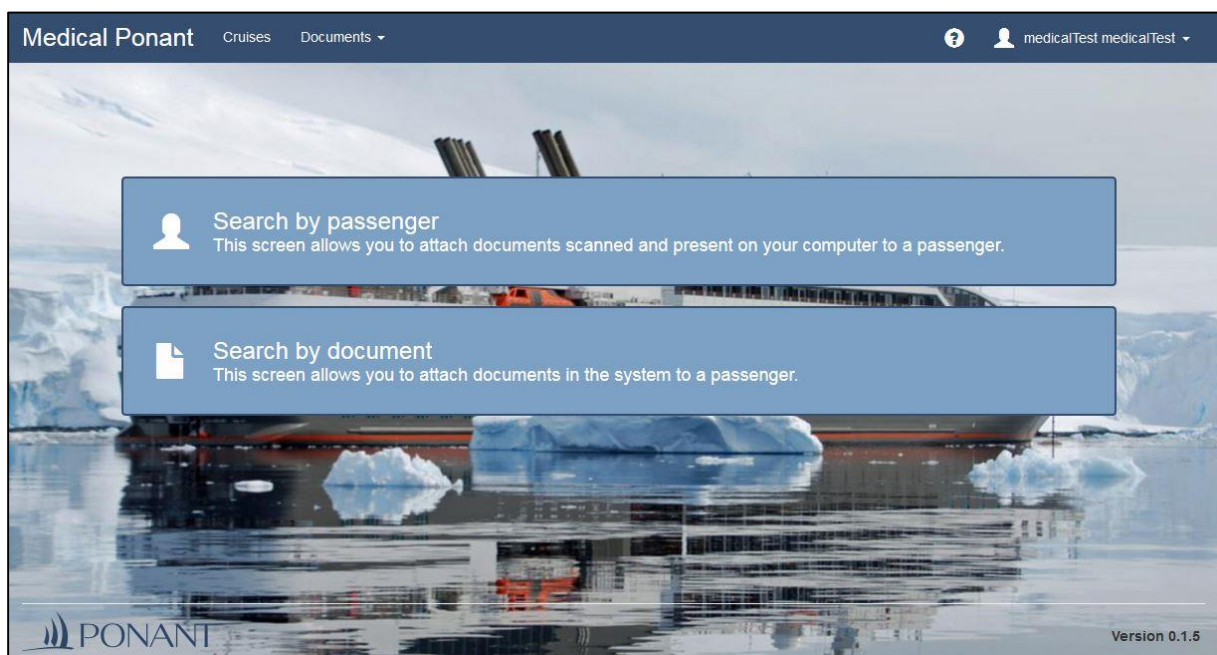 Medical Ponant Cruises Documents medicalTest medicalTest
Search by passenger
This screen allows you to attach documents scanned and present on your computer to a passenger.
Search by document
This screen allows you to attach documents in the system to a passenger.
PONANT Version 0.1.5